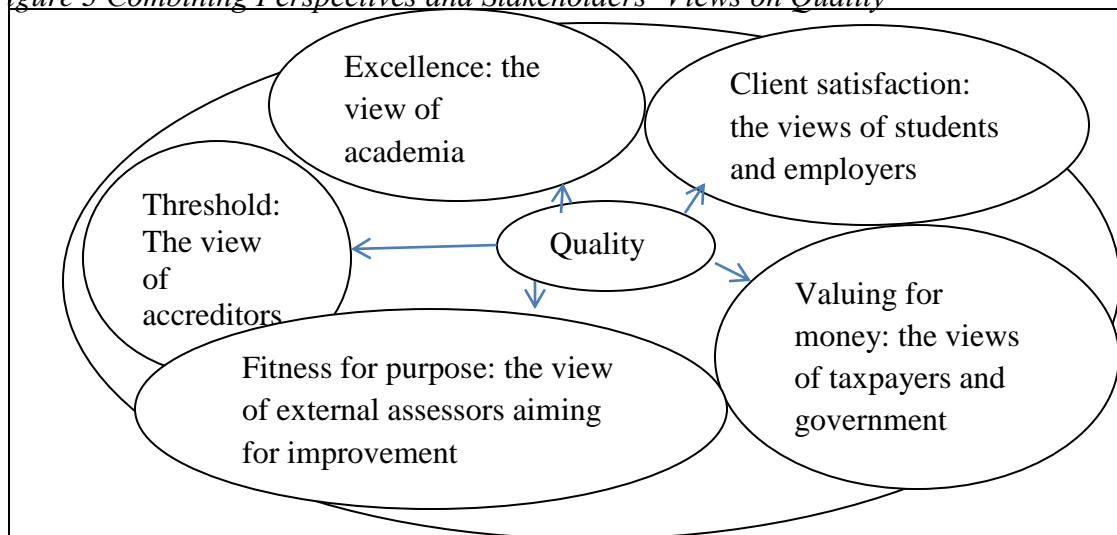 igure 5 Combining Perspectives and Stakeholders' Views on Quality
Excellence: the
view of
academia
Client satisfaction:
the views of students
and employers
Threshold:
The view
of
accreditors
Quality
Valuing for
money: the views
of taxpayers and
government
Fitness for purpose: the view
of external assessors aiming
for improvement